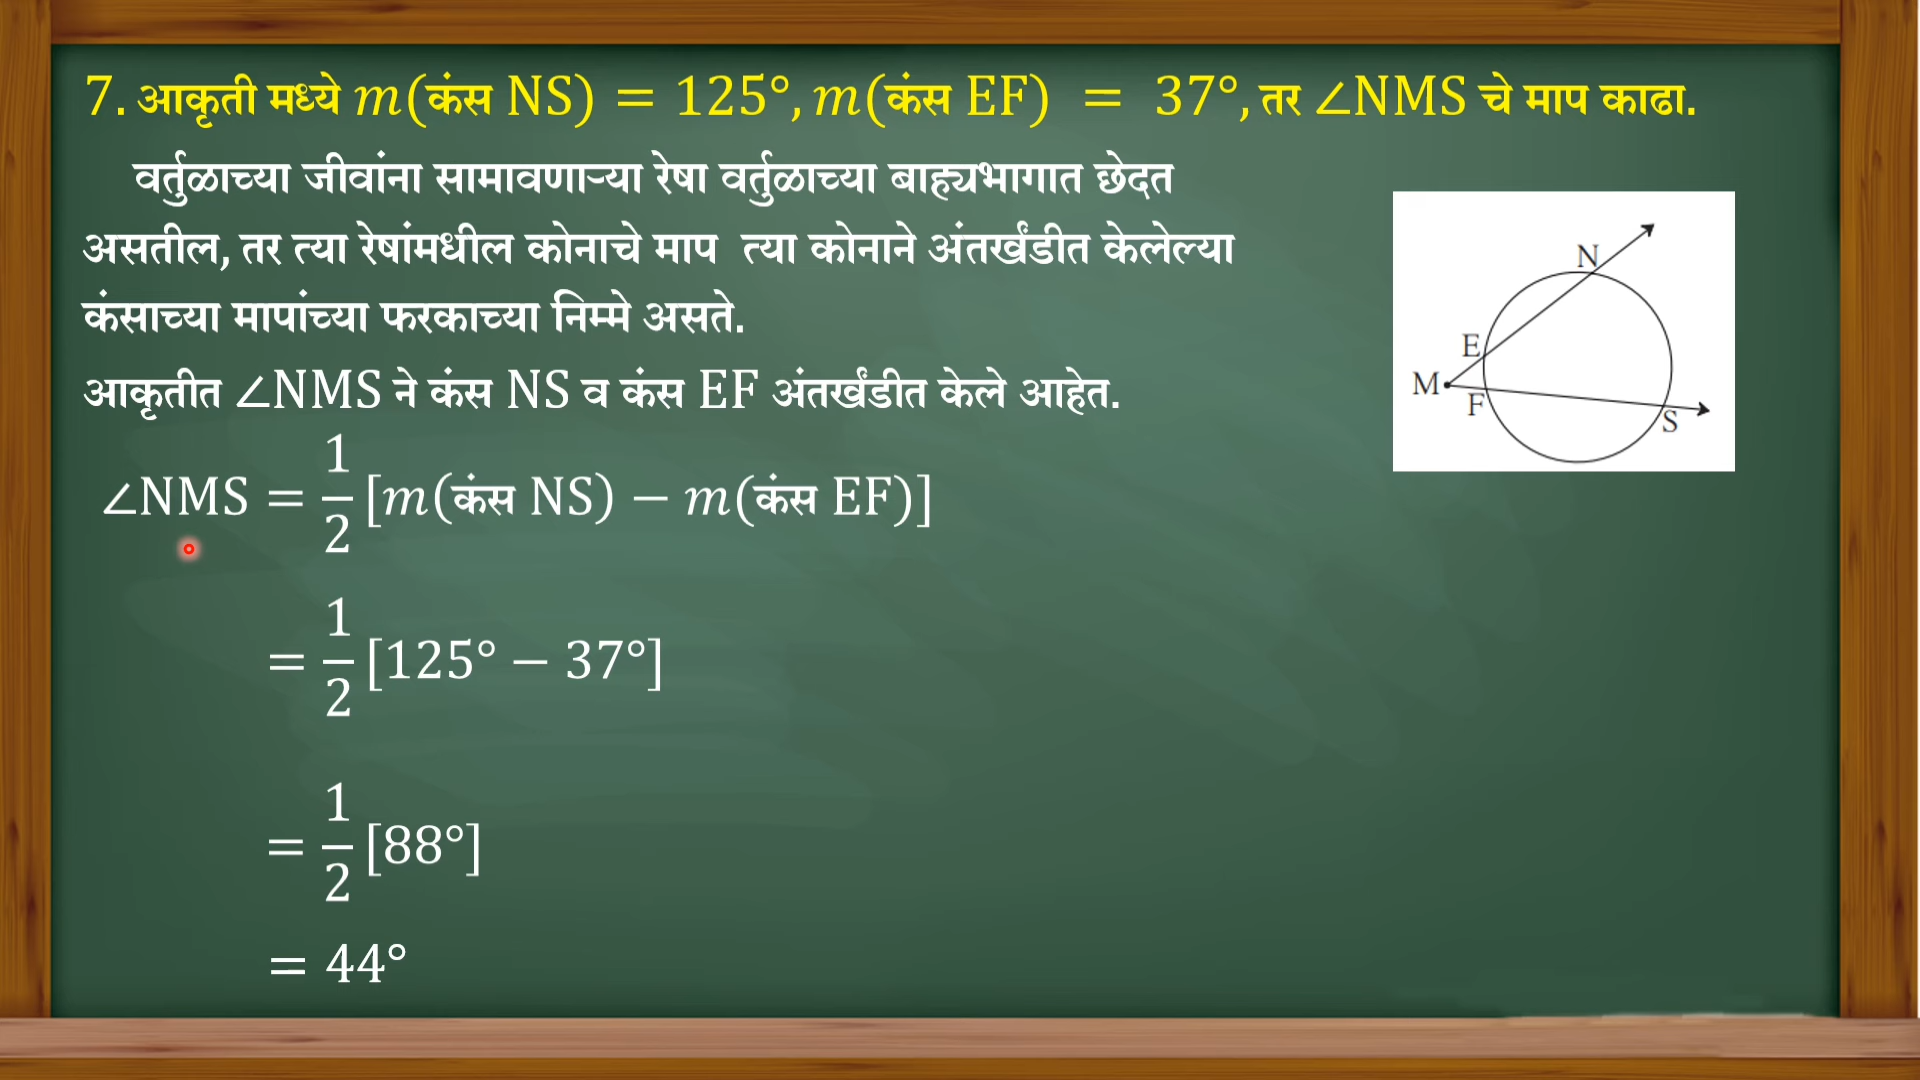 7. आकृती मध्ये m(कंस NS) = 125°, m(कंस EF) = 37°, तर ∠NMS चे माप काढा.
वर्तुळाच्या जीवांना सामावणाऱ्या रेषा वर्तुळाच्या बाह्यभागात छेदत
असतील, तर त्या रेषांमधील कोनाचे माप त्या कोनाने अंतर्खंडीत केलेल्या
कंसाच्या मापांच्या फरकाच्या निम्मे असते.
आकृतीत ∠NMS ने कंस NS व कंस EF अंतर्खंडीत केले आहेत.
∠NMS = 1/2 [m(कंस NS) − m(कंस EF)]
= 1/2 [125° − 37°]
= 1/2 [88°]
= 44°
N
E
M
F
S